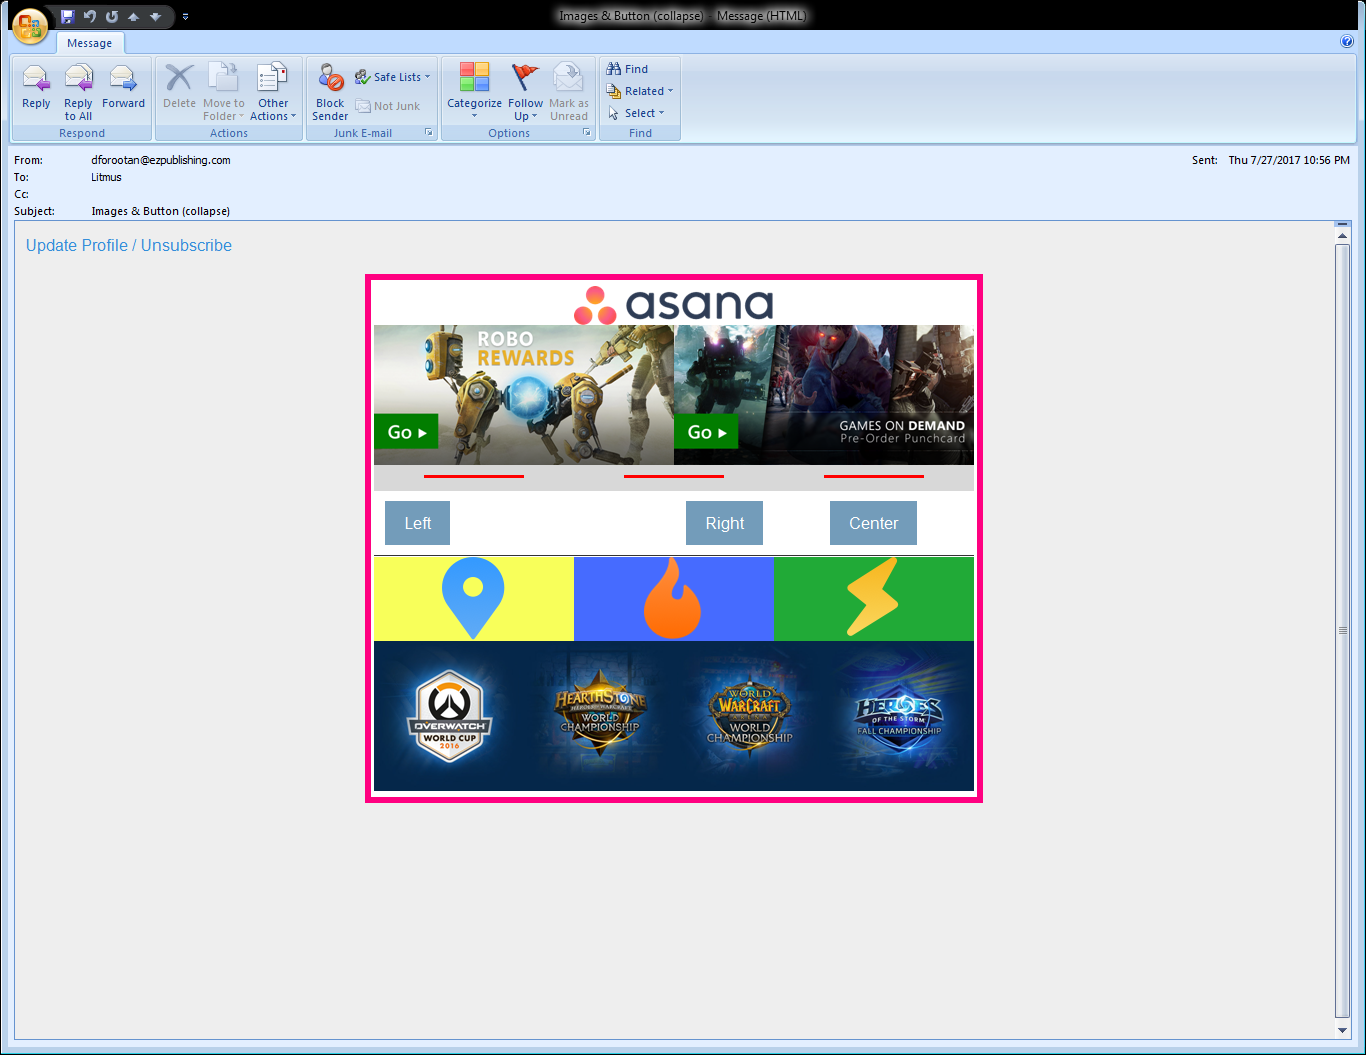 Images & Button (collapse) - Message (HTML)
Message
Reply
Reply to All
Forward
Respond
Delete
Move to Folder
Other Actions
Actions
Block Sender
Safe Lists
Not Junk
Junk E-mail
Categorize
Follow Up
Mark as Unread
Options
Find
Related
Select
Find
From: dforootan@ezpublishing.com
Sent: Thu 7/27/2017 10:56 PM
To: Litmus
Cc:
Subject: Images & Button (collapse)
Update Profile / Unsubscribe
asana
ROBO
REWARDS
Go
Go
GAMES ON DEMAND
Pre-Order Punchcard
Left
Right
Center
OVERWATCH
WORLD CUP
2016
HEARTHSTONE
HEROES OF WARCRAFT
WORLD
CHAMPIONSHIP
WORLD
WARCRAFT
WORLD
CHAMPIONSHIP
HEROES
OF THE STORM
FALL CHAMPIONSHIP